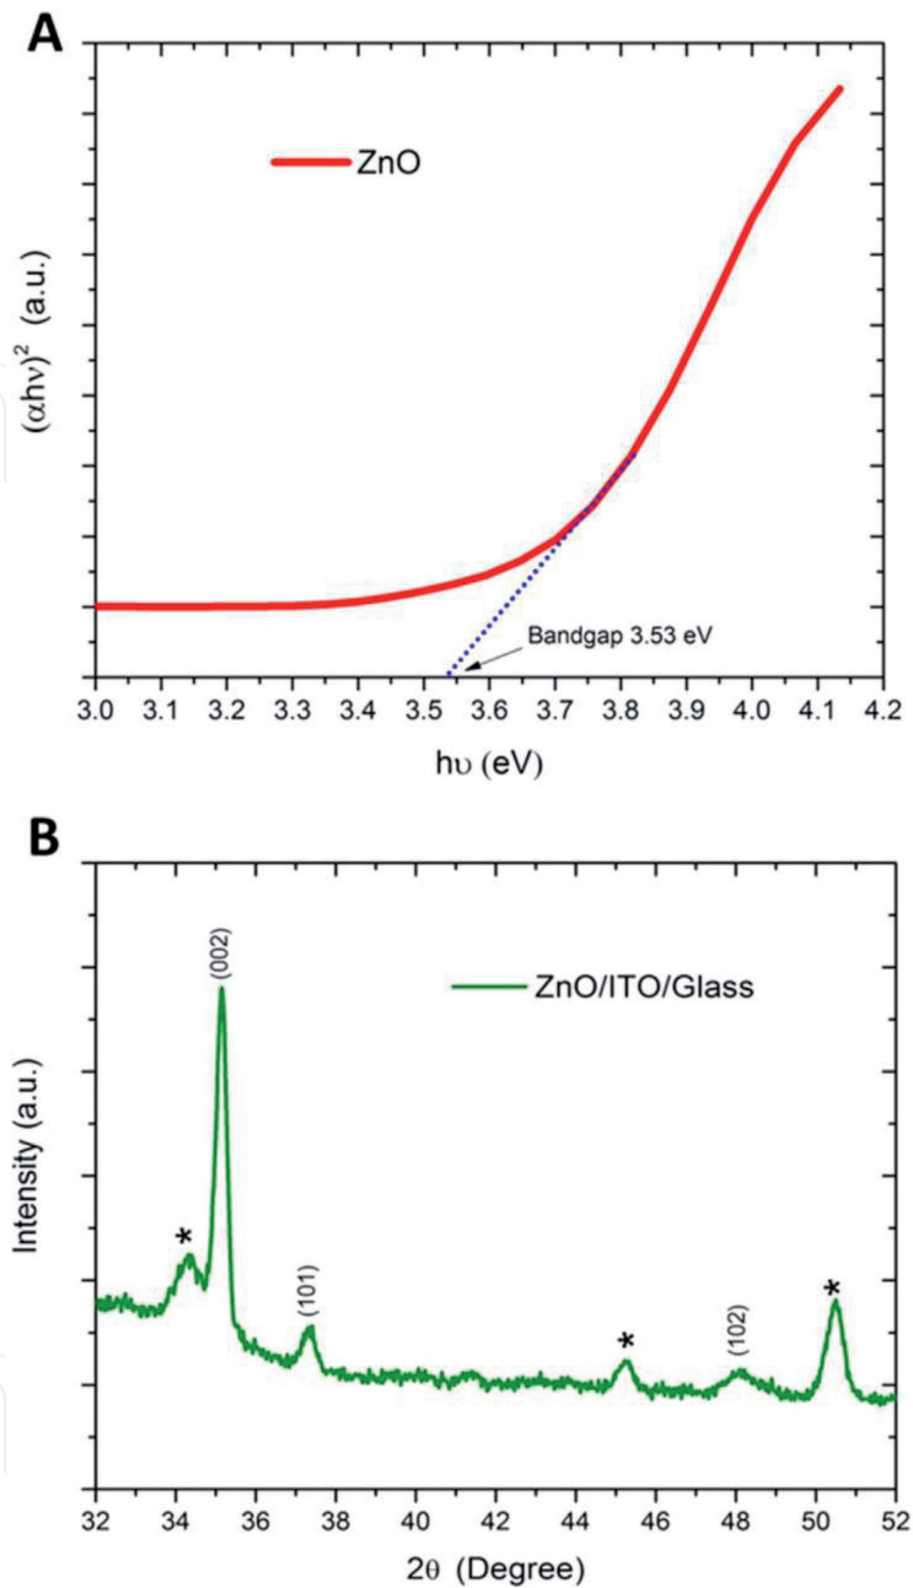 A
ZnO
(αhν)² (a.u.)
Bandgap 3.53 eV
3.0 3.1 3.2 3.3 3.4 3.5 3.6 3.7 3.8 3.9 4.0 4.1 4.2
hυ (eV)
B
(002)
ZnO/ITO/Glass
Intensity (a.u.)
*
(101)
*
(102)
*
32 34 36 38 40 42 44 46 48 50 52
2θ (Degree)